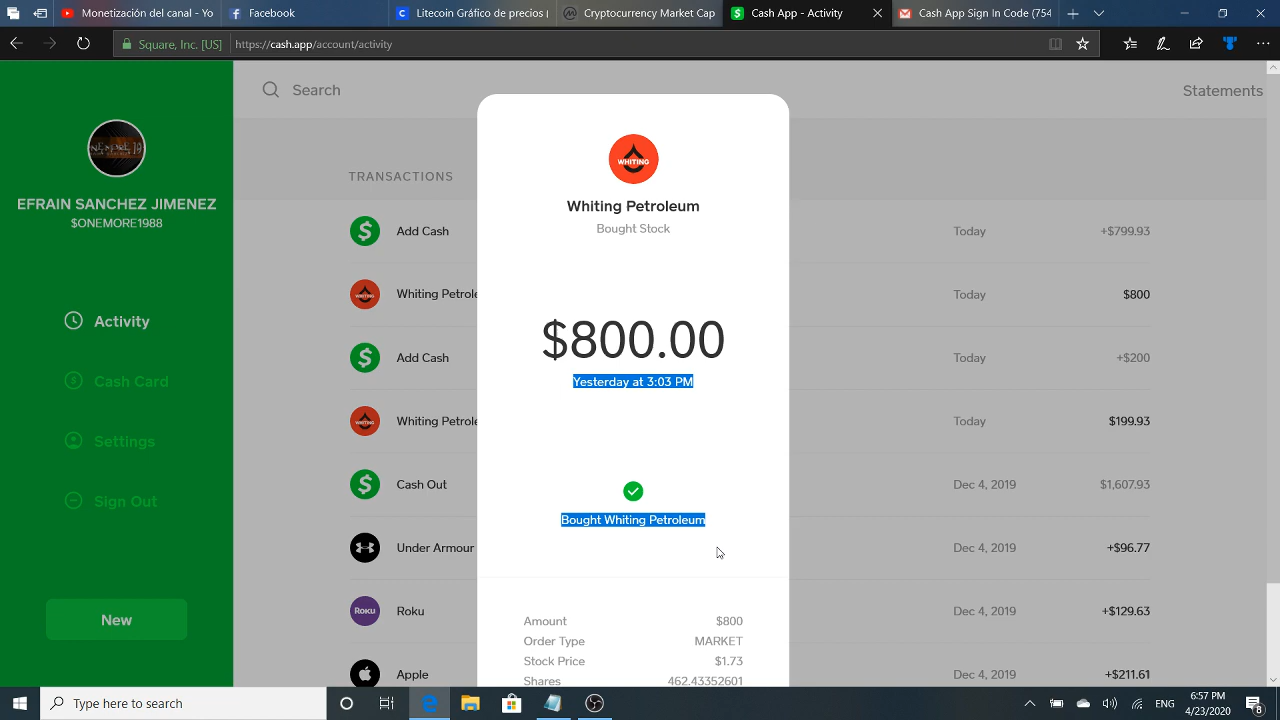 Movimiento del San Val
Facebook
Litecoin Gráfico de precios I
Cryptocurrency Market
Cash App - Activity
Cash App Sign In Code (754
Square, Inc. [US]
https://cash.app/account/activity
Search
Statements
EFRAIN SANCHEZ JIMENEZ
$ONEMORE1988
Activity
Cash Card
Settings
Sign Out
New
TRANSACTIONS
Add Cash Today +$799.93
Whiting Petrole Today $800
Add Cash Today +$200
Whiting Petrole Today $199.93
Cash Out Dec 4, 2019 $1,607.93
Under Armour Dec 4, 2019 +$96.77
Roku
Roku Dec 4, 2019 +$129.63
Apple Dec 4, 2019 +$211.61
WHITING
Whiting Petroleum
Bought Stock
$800.00
Yesterday at 3:03 PM
Bought Whiting Petroleum
Amount $800
Order Type MARKET
Stock Price $1.73
Shares 462.43352601
Type here to search
ENG
6:57 PM
4/23/2020
8